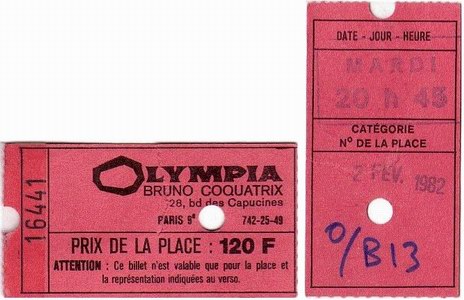 16441
OLYMPIA
BRUNO COQUATRIX
28, bd des Capucines
PARIS 9e 742-25-49
PRIX DE LA PLACE : 120 F
ATTENTION : Ce billet n'est valable que pour la place et
la représentation indiquées au verso.
DATE - JOUR - HEURE
MARDI
20 h 45
CATÉGORIE
No DE LA PLACE
2 FEV. 1982
O/B13